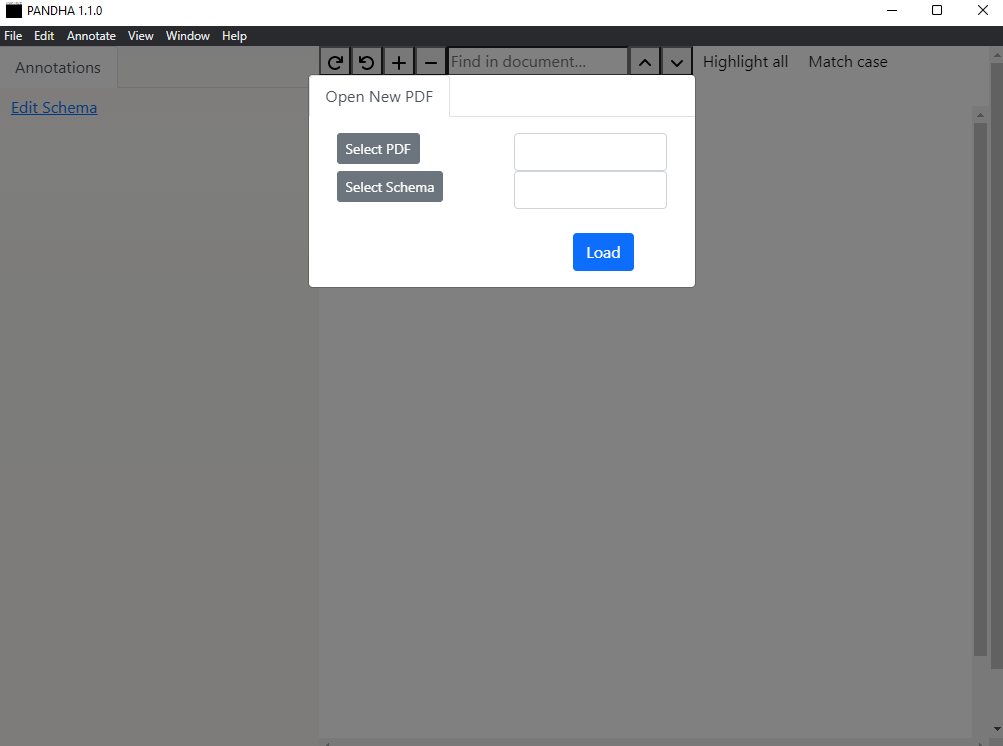 PANDHA 1.1.0
File Edit Annotate View Window Help
Annotations
Find in document... Highlight all Match case
Edit Schema
Open New PDF
Select PDF
Select Schema
Load